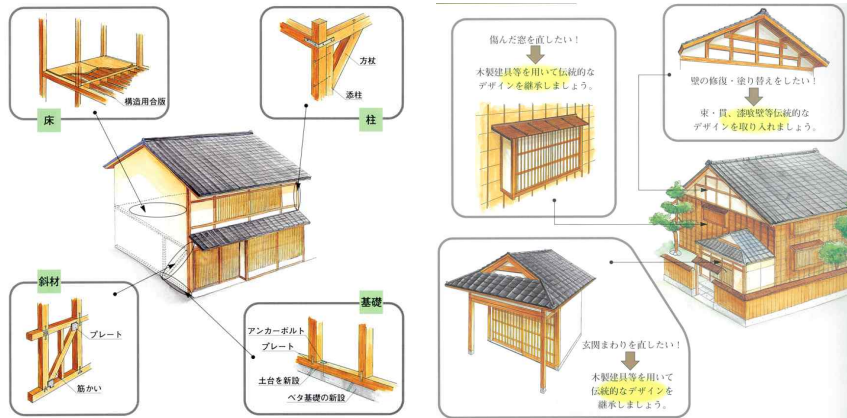 構造用合版
床
方杖
添柱
柱
斜材
プレート
筋かい
基礎
アンカーボルト
プレート
土台を新設
ベタ基礎の新設
傷んだ窓を直したい！
木製建具等を用いて伝統的な
デザインを継承しましょう。
壁の修復・塗り替えをしたい！
束・貫、漆喰壁等伝統的な
デザインを取り入れましょう。
玄関まわりを直したい！
木製建具等を用いて
伝統的なデザインを
継承しましょう。